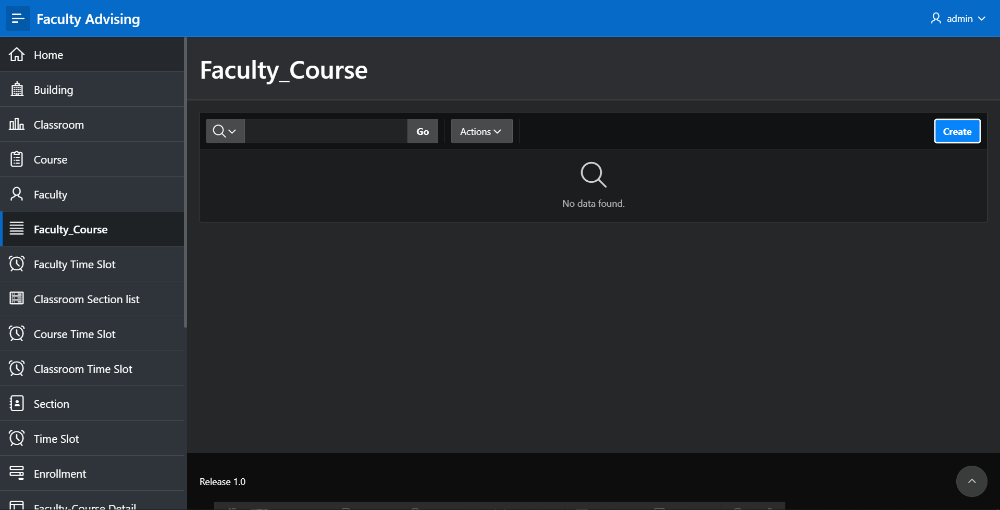 Faculty Advising
admin
Home
Building
Classroom
Course
Faculty
Faculty_Course
Faculty Time Slot
Classroom Section list
Course Time Slot
Classroom Time Slot
Section
Time Slot
Enrollment
Faculty-Course Detail
Faculty_Course
Go
Actions
Create
No data found.
Release 1.0